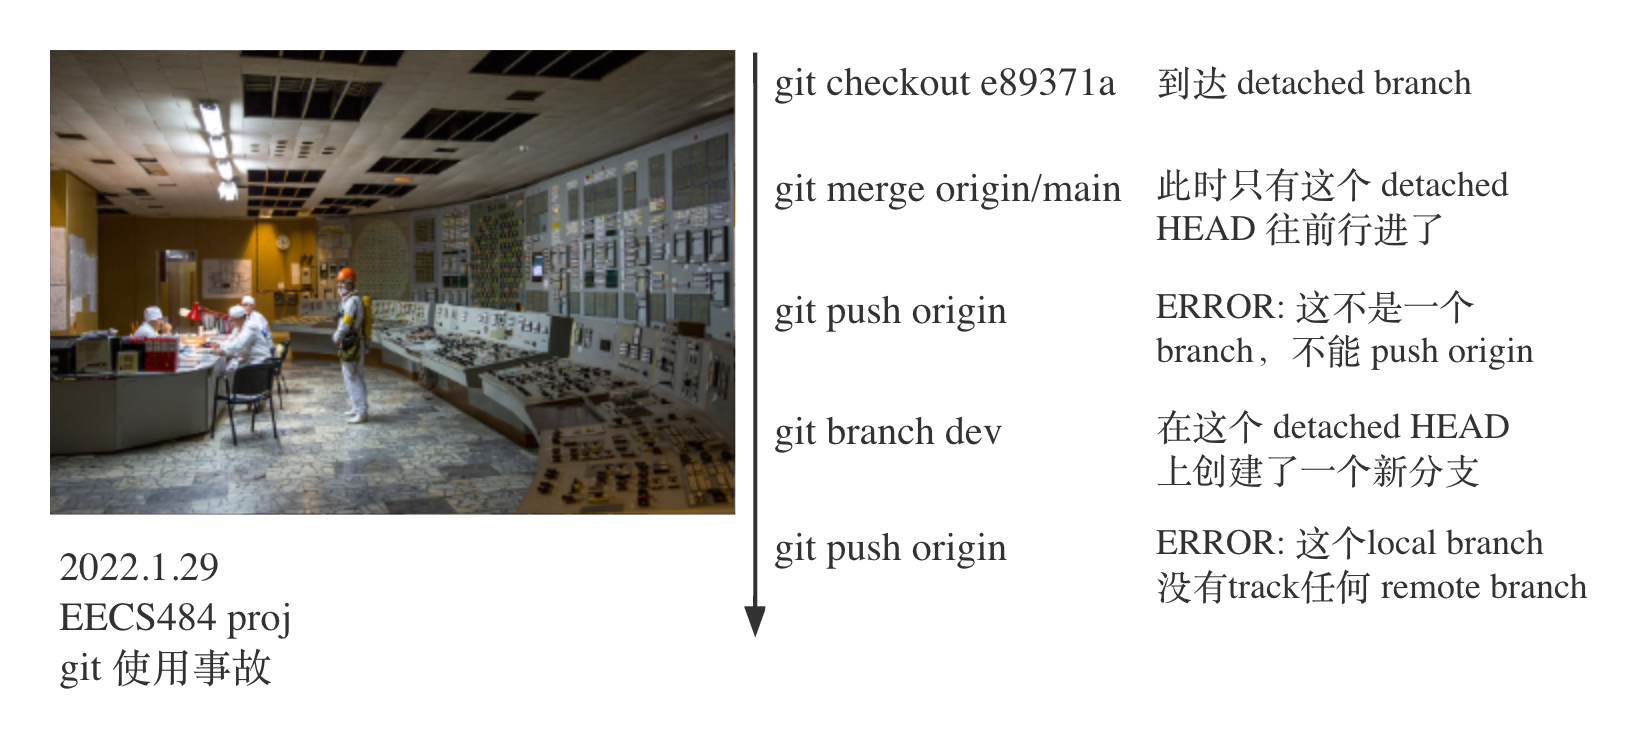 git checkout e89371a
到达 detached branch
git merge origin/main
此时只有这个 detached
HEAD 往前行进了
git push origin
ERROR: 这不是一个
branch，不能 push origin
git branch dev
在这个 detached HEAD
上创建了一个新分支
git push origin
ERROR: 这个local branch
没有track任何 remote branch
2022.1.29
EECS484 proj
git 使用事故